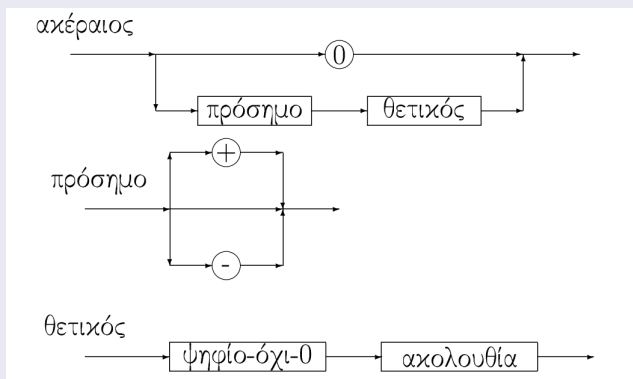 ακέραιος
0
πρόσημο θετικός
+
πρόσημο
-
θετικός
ψηφίο-όχι-0 ακολουθία